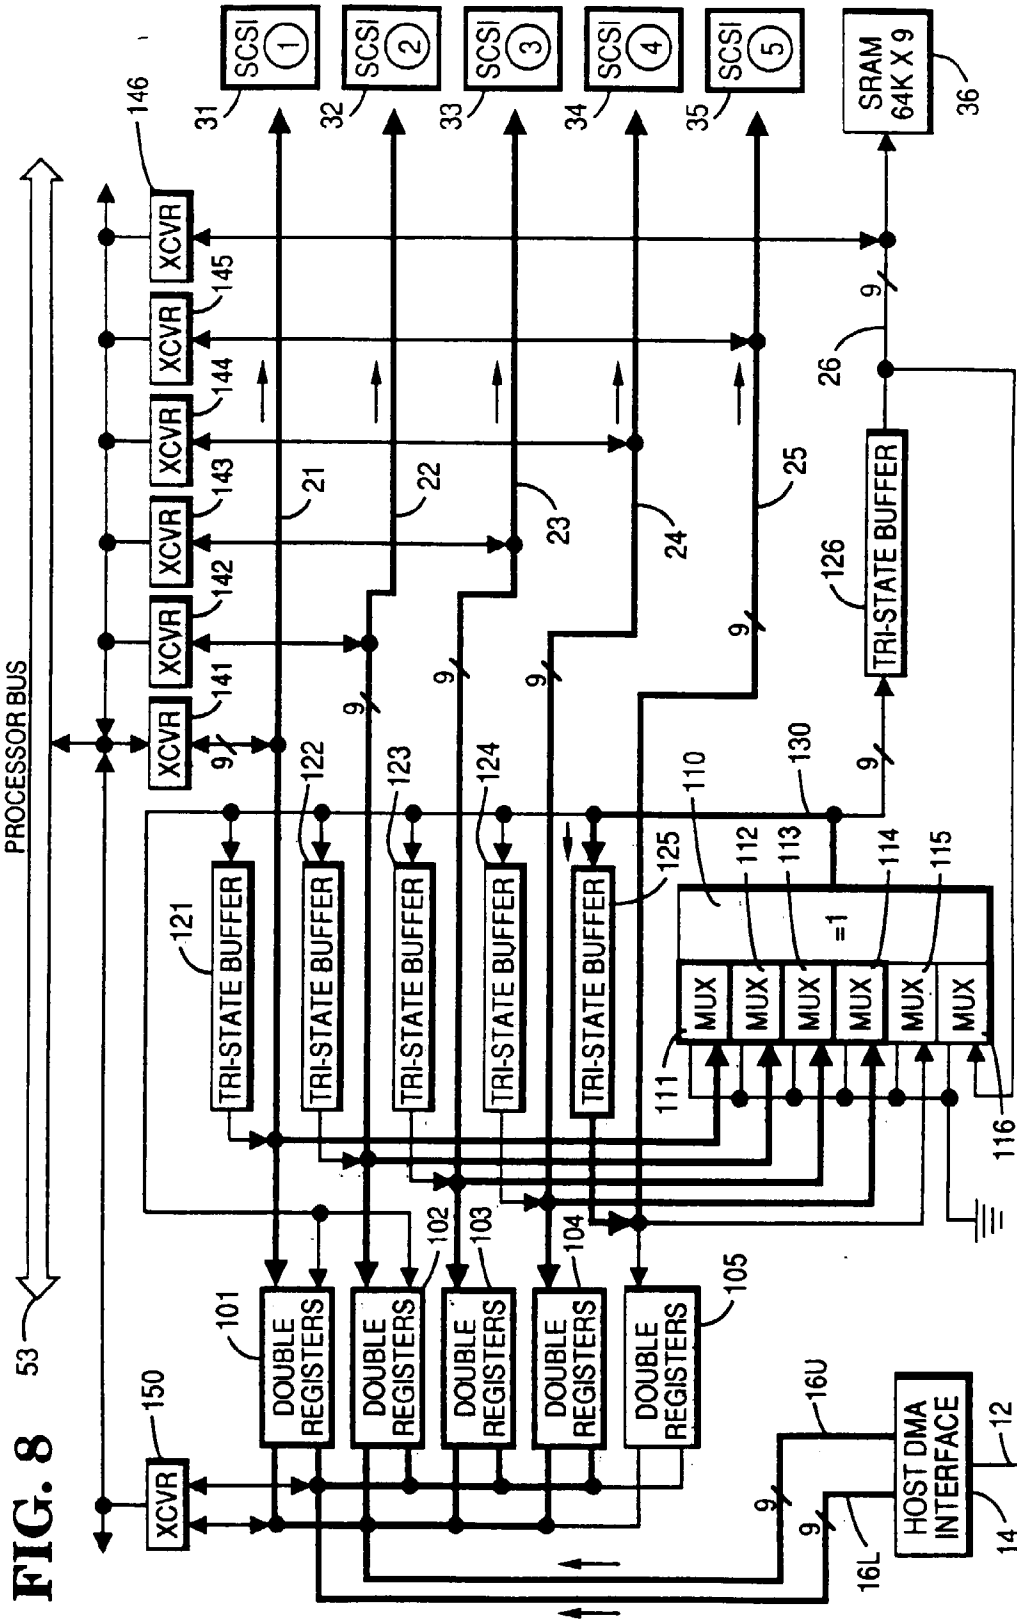 FIG. 8
53
PROCESSOR BUS
150
XCVR
XCVR
141
XCVR
142
XCVR
143
XCVR
144
XCVR
145
XCVR
146
9
101
DOUBLE
REGISTERS
121
TRI-STATE BUFFER
21
31
SCSI
1
102
DOUBLE
REGISTERS
122
TRI-STATE BUFFER
9
22
32
SCSI
2
103
DOUBLE
REGISTERS
123
TRI-STATE BUFFER
9
23
33
SCSI
3
104
DOUBLE
REGISTERS
124
TRI-STATE BUFFER
9
24
34
SCSI
4
105
DOUBLE
REGISTERS
125
TRI-STATE BUFFER
9
25
35
SCSI
5
111
MUX
MUX
MUX
MUX
MUX
MUX
116
=1
110
112
113
114
115
130
9
126
TRI-STATE BUFFER
26
9
SRAM
64K X 9
36
16U
9
9
16L
HOST DMA
INTERFACE
14
12